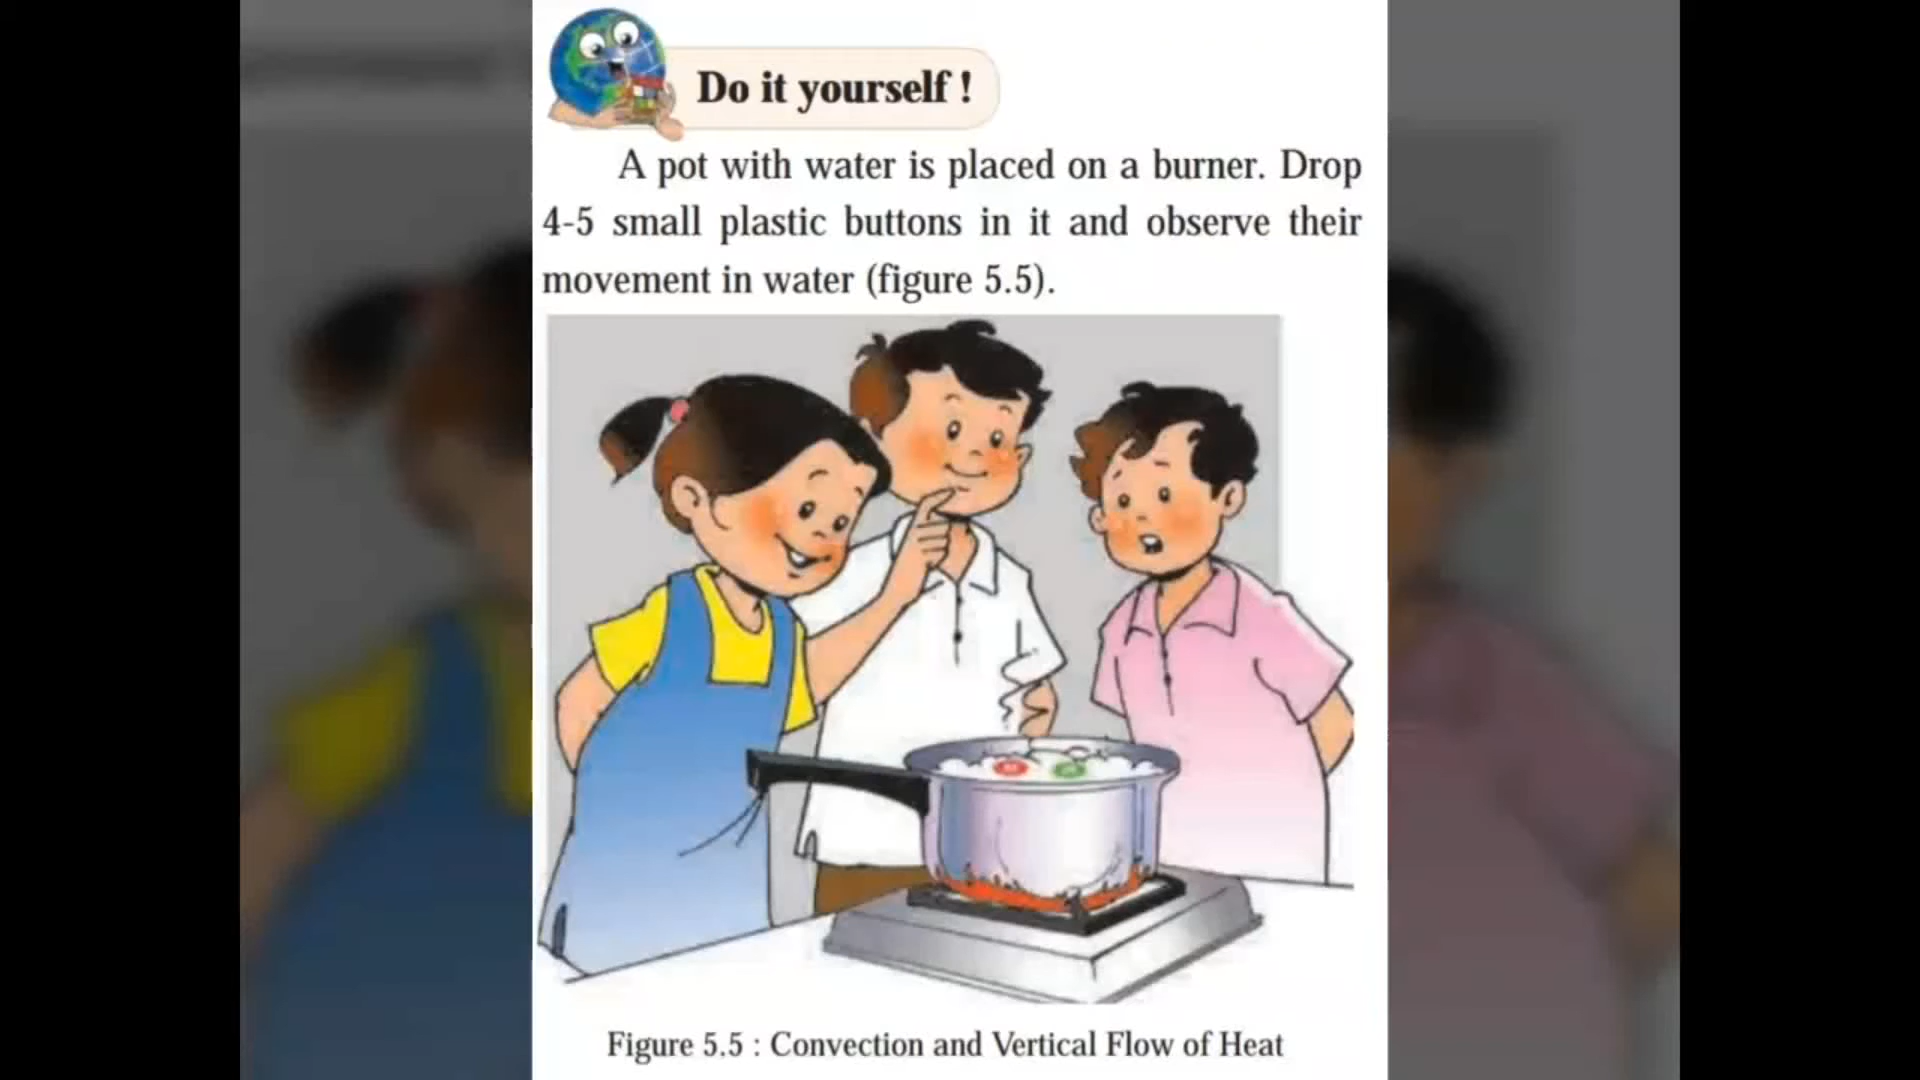 Do it yourself !
A pot with water is placed on a burner. Drop
4-5 small plastic buttons in it and observe their
movement in water (figure 5.5).
Figure 5.5 : Convection and Vertical Flow of Heat